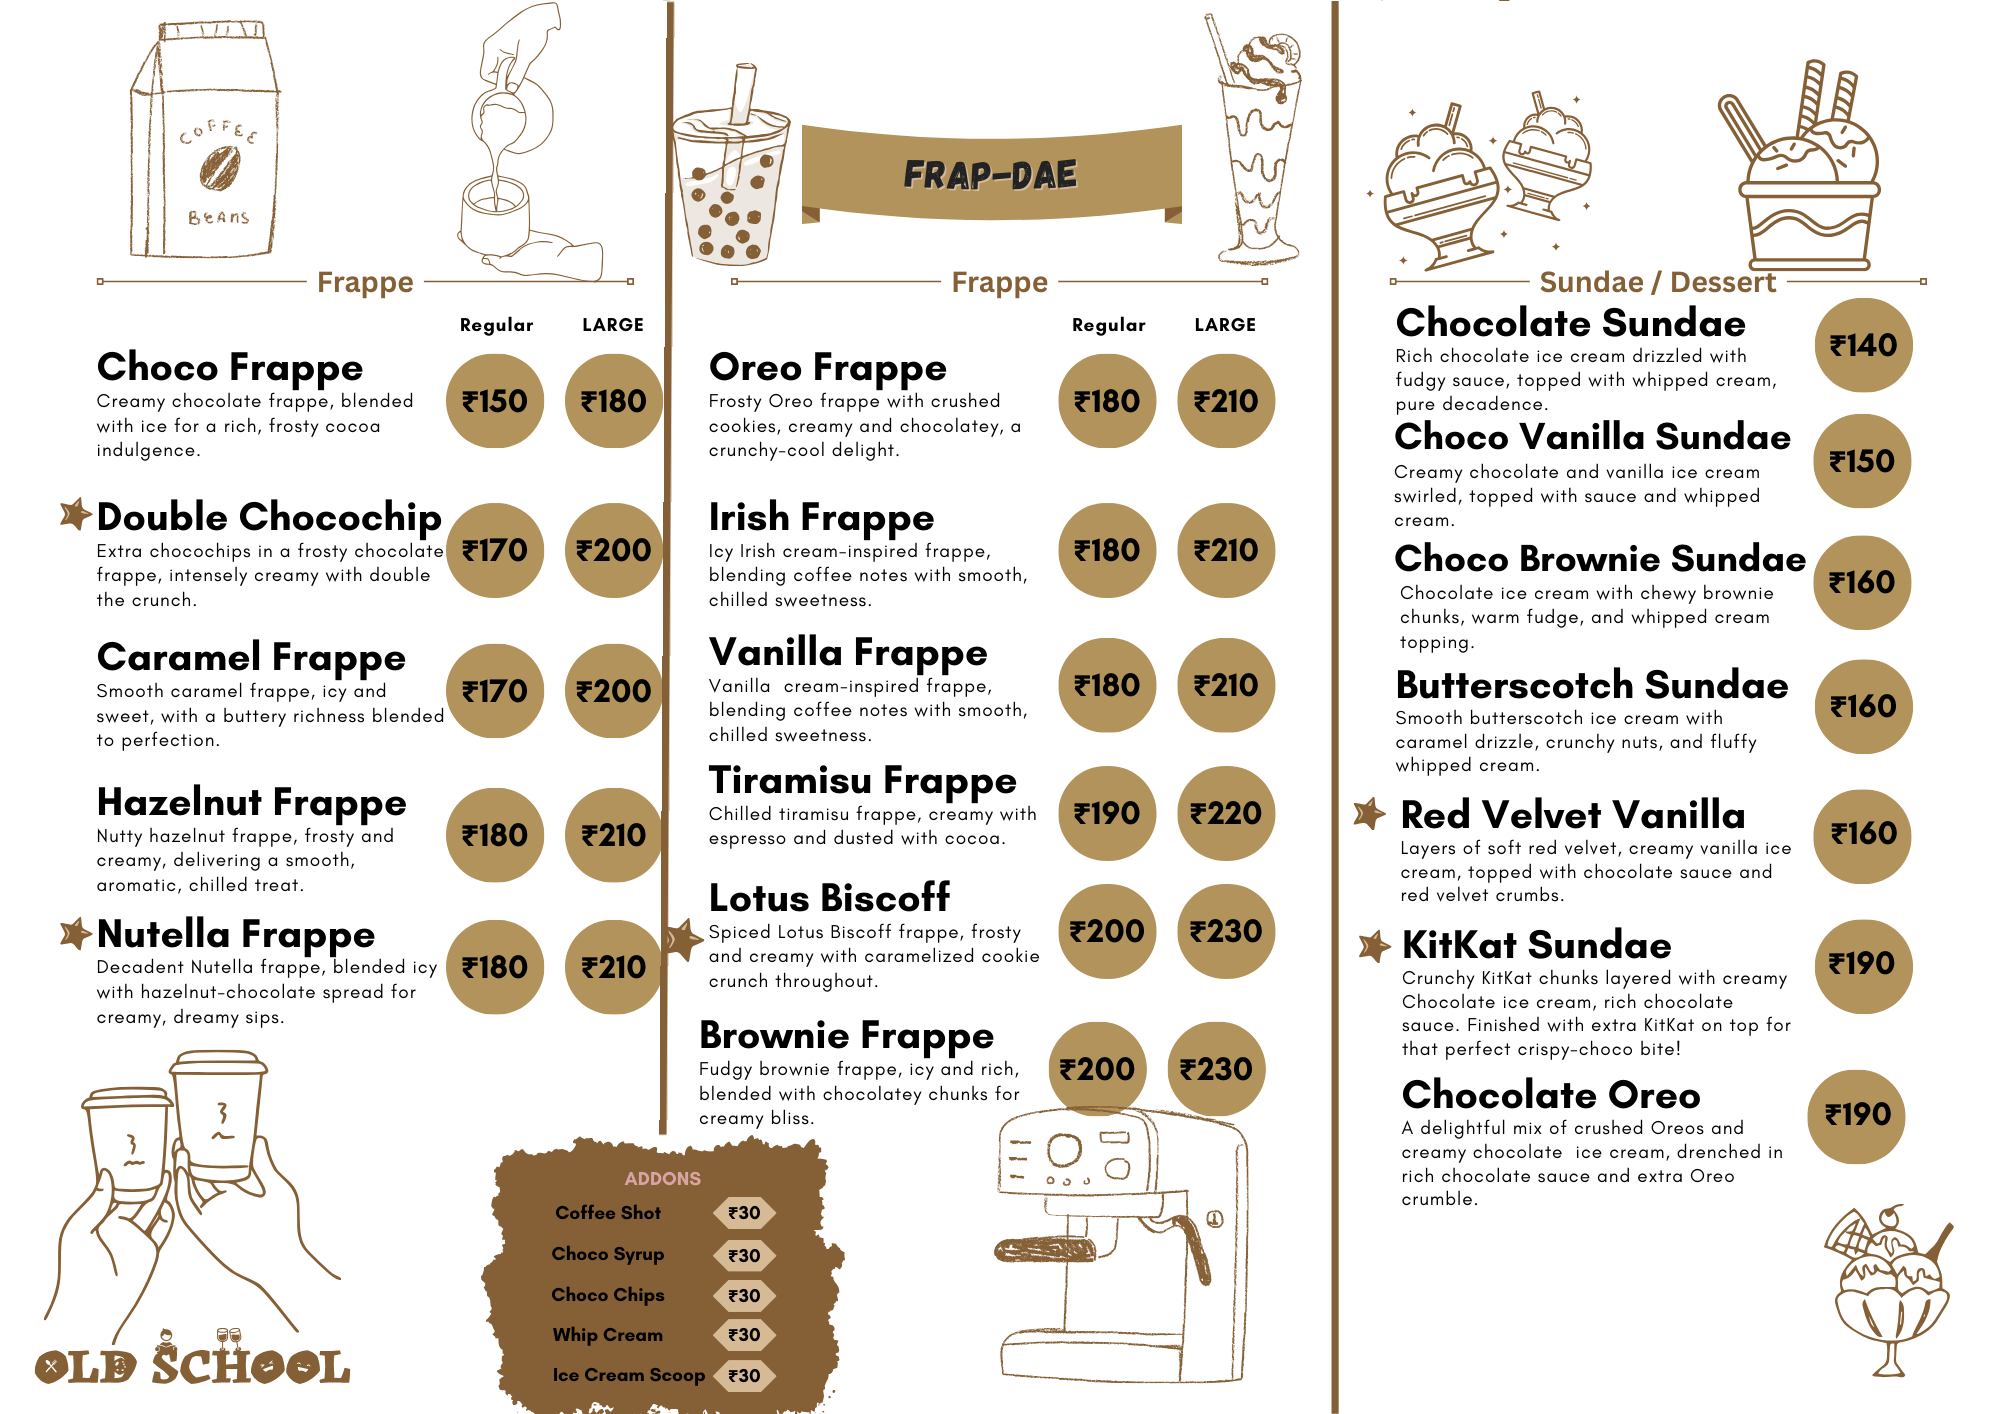 COFFEE
BEANS
Frappe
Regular LARGE
Choco Frappe
Creamy chocolate frappe, blended
with ice for a rich, frosty cocoa
indulgence.
₹150 ₹180
Double Chocochip
Extra chocochips in a frosty chocolate
frappe, intensely creamy with double
the crunch.
₹170 ₹200
Caramel Frappe
Smooth caramel frappe, icy and
sweet, with a buttery richness blended
to perfection.
₹170 ₹200
Hazelnut Frappe
Nutty hazelnut frappe, frosty and
creamy, delivering a smooth,
aromatic, chilled treat.
₹180 ₹210
Nutella Frappe
Decadent Nutella frappe, blended icy
with hazelnut-chocolate spread for
creamy, dreamy sips.
₹180 ₹210
OLD SCHOOL
FRAP-DAE
Frappe
Regular LARGE
Oreo Frappe
Frosty Oreo frappe with crushed
cookies, creamy and chocolatey, a
crunchy-cool delight.
₹180 ₹210
Irish Frappe
Icy Irish cream-inspired frappe,
blending coffee notes with smooth,
chilled sweetness.
₹180 ₹210
Vanilla Frappe
Vanilla cream-inspired frappe,
blending coffee notes with smooth,
chilled sweetness.
₹180 ₹210
Tiramisu Frappe
Chilled tiramisu frappe, creamy with
espresso and dusted with cocoa.
₹190 ₹220
Lotus Biscoff
Spiced Lotus Biscoff frappe, frosty
and creamy with caramelized cookie
crunch throughout.
₹200 ₹230
Brownie Frappe
Fudgy brownie frappe, icy and rich,
blended with chocolatey chunks for
creamy bliss.
₹200 ₹230
ADDONS
Coffee Shot ₹30
Choco Syrup ₹30
Choco Chips ₹30
Whip Cream ₹30
Ice Cream Scoop ₹30
Sundae / Dessert
Chocolate Sundae
Rich chocolate ice cream drizzled with
fudgy sauce, topped with whipped cream,
pure decadence.
₹140
Choco Vanilla Sundae
Creamy chocolate and vanilla ice cream
swirled, topped with sauce and whipped
cream.
₹150
Choco Brownie Sundae
Chocolate ice cream with chewy brownie
chunks, warm fudge, and whipped cream
topping.
₹160
Butterscotch Sundae
Smooth butterscotch ice cream with
caramel drizzle, crunchy nuts, and fluffy
whipped cream.
₹160
Red Velvet Vanilla
Layers of soft red velvet, creamy vanilla ice
cream, topped with chocolate sauce and
red velvet crumbs.
₹160
KitKat Sundae
Crunchy KitKat chunks layered with creamy
Chocolate ice cream, rich chocolate
sauce. Finished with extra KitKat on top for
that perfect crispy-choco bite!
₹190
Chocolate Oreo
A delightful mix of crushed Oreos and
creamy chocolate ice cream, drenched in
rich chocolate sauce and extra Oreo
crumble.
₹190